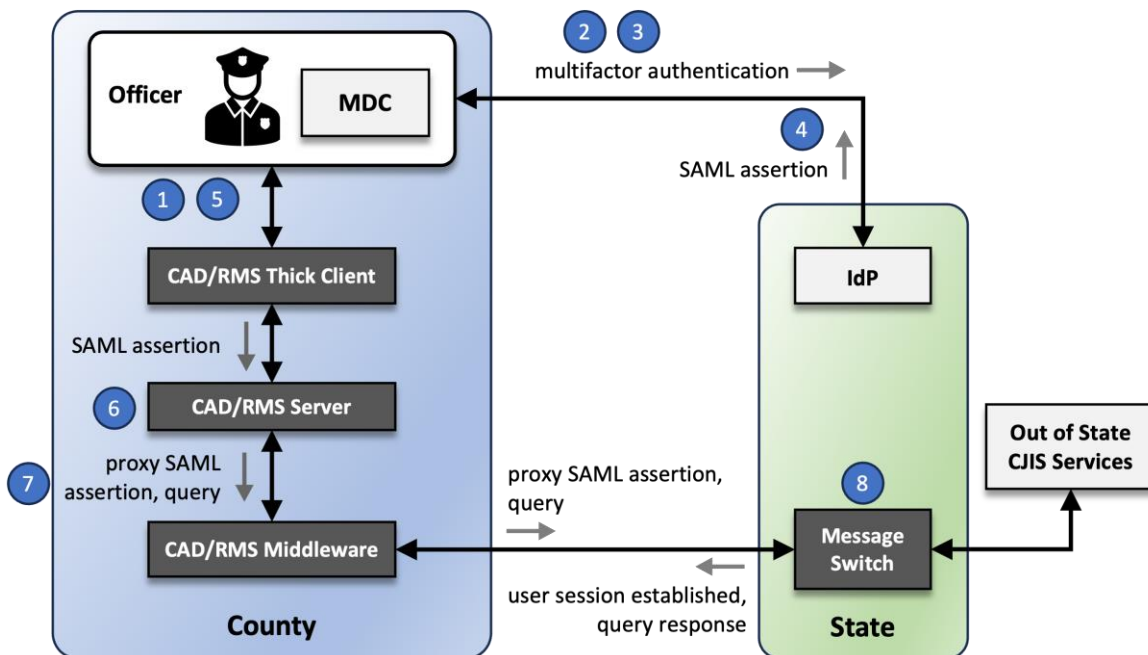 2
3
multifactor authentication
Officer
MDC
4
SAML assertion
1
5
CAD/RMS Thick Client
IdP
SAML assertion
6
CAD/RMS Server
Out of State
CJIS Services
7
proxy SAML
assertion, query
proxy SAML assertion,
query
8
CAD/RMS Middleware
Message
Switch
user session established,
query response
County
State